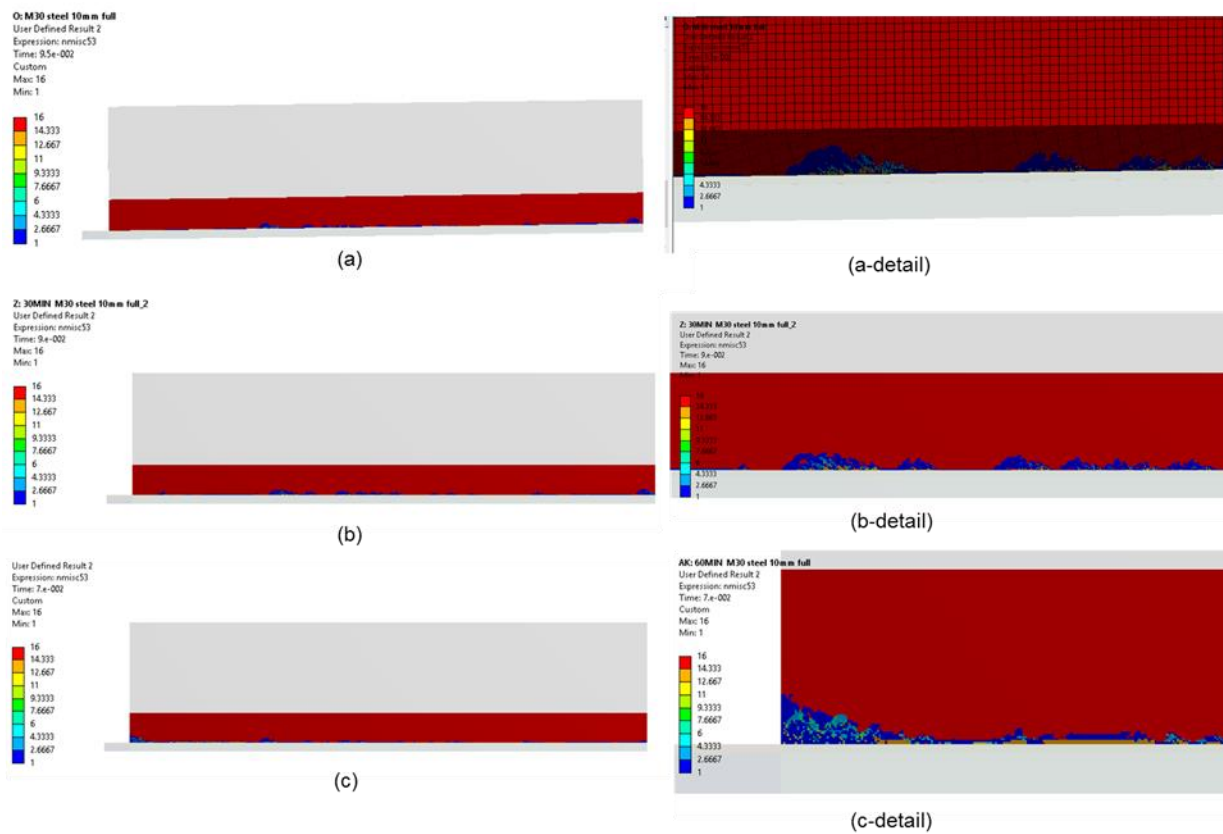 O: M30 steel 10mm full
User Defined Result 2
Expression: nmisc53
Time: 9.5e-002
Custom
Max: 16
Min: 1
16
14.333
12.667
11
9.3333
7.6667
6
4.3333
2.6667
1
(a)
4.3333
2.6667
1
(a-detail)
Z: 30MIN M30 steel 10mm full_2
User Defined Result 2
Expression: nmisc53
Time: 9.e-002
Max: 16
Min: 1
16
14.333
12.667
11
9.3333
7.6667
6
4.3333
2.6667
1
(b)
Z: 30MIN M30 steel 10mm full_2
User Defined Result 2
Expression: nmisc53
Time: 9.e-002
Max: 16
4.3333
2.6667
1
(b-detail)
User Defined Result 2
Expression: nmisc53
Time: 7.e-002
Custom
Max: 16
Min: 1
16
14.333
12.667
11
9.3333
7.6667
6
4.3333
2.6667
1
(c)
AK: 60MIN M30 steel 10mm full
User Defined Result 2
Expression: nmisc53
Time: 7.e-002
Custom
Max: 16
Min: 1
16
14.333
12.667
11
9.3333
7.6667
6
4.3333
2.6667
1
(c-detail)